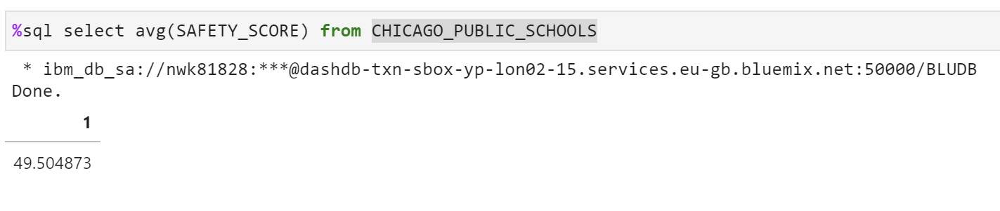 %sql select avg(SAFETY_SCORE) from CHICAGO_PUBLIC_SCHOOLS
* ibm_db_sa://nwk81828:***@dashdb-txn-sbox-yp-lon02-15.services.eu-gb.bluemix.net:50000/BLUDB
Done.
1
49.504873